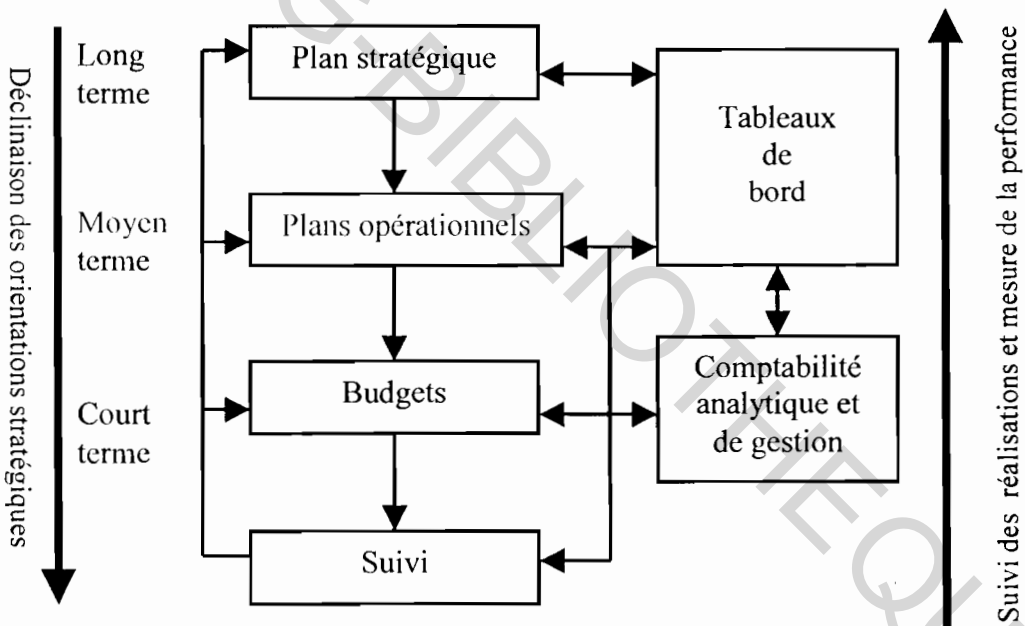 Déclinaison des orientations stratégiques
Long
terme
Plan stratégique
Tableaux
de
bord
Moyen
terme
Plans opérationnels
Court
terme
Budgets
Comptabilité
analytique et
de gestion
Suivi
Suivi des réalisations et mesure de la performance